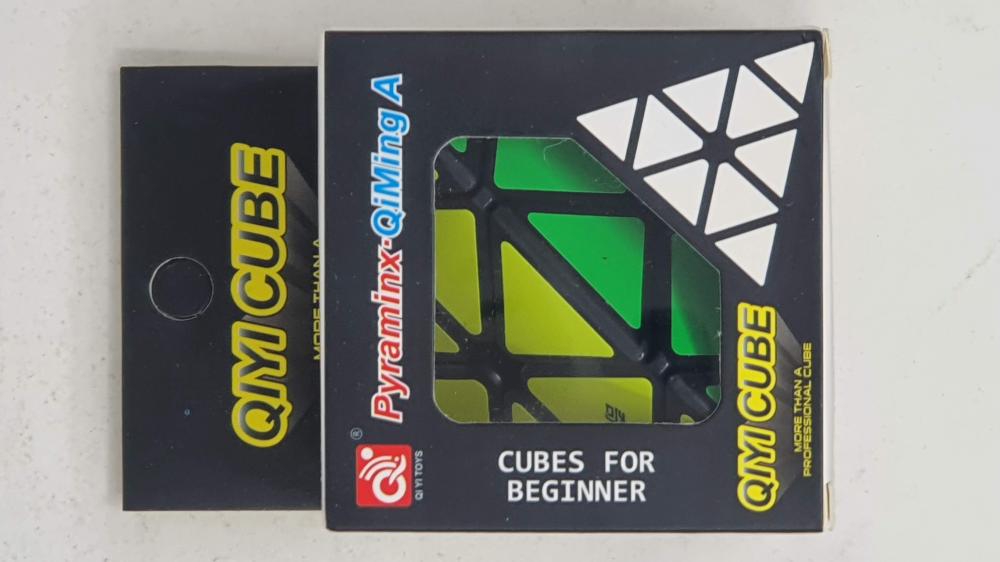 QIYI CUBE
MORE THAN A
Pyraminx·QiMing A
®
QI YI TOYS
CUBES FOR
BEGINNER
QIYI CUBE
MORE THAN A
PROFESSIONAL CUBE